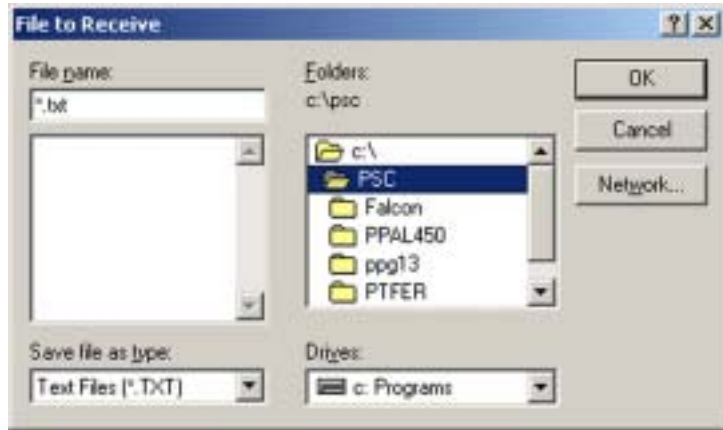 File to Receive
File name:
*.txt
Folders:
c:\psc
c:\
PSC
Falcon
PPAL450
ppg13
PTFER
OK
Cancel
Network...
Save file as type:
Text Files (*.TXT)
Drives:
c: Programs